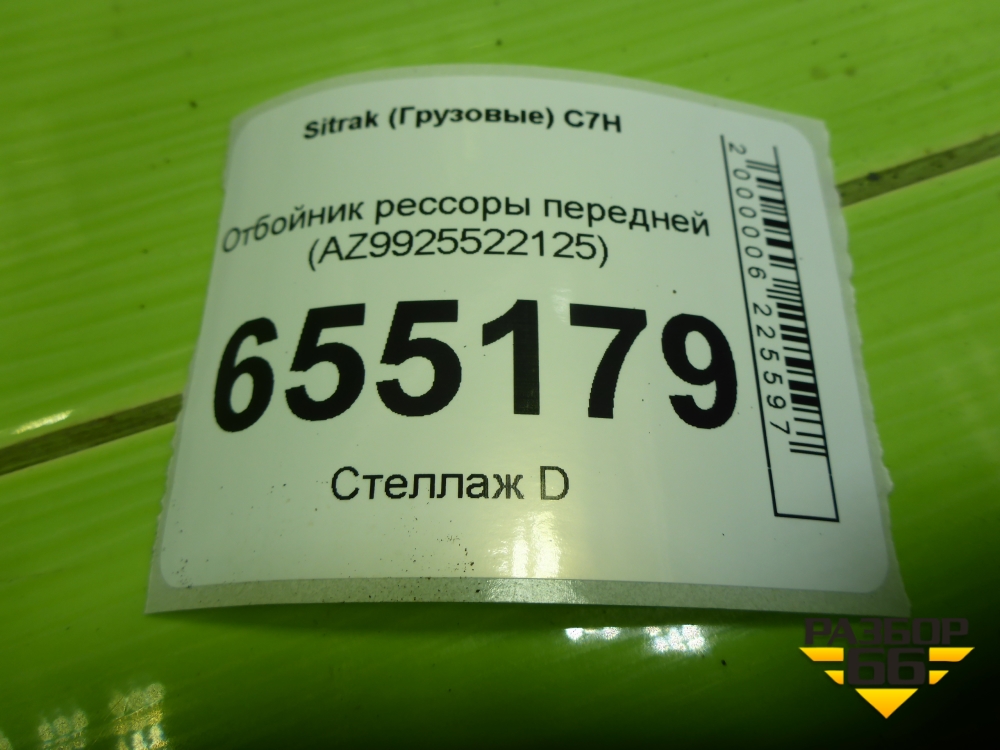 Sitrak (Грузовые) C7H
Отбойник рессоры передней
(AZ9925522125)
655179
Стеллаж D
2000006225597
РАЗБОР
66